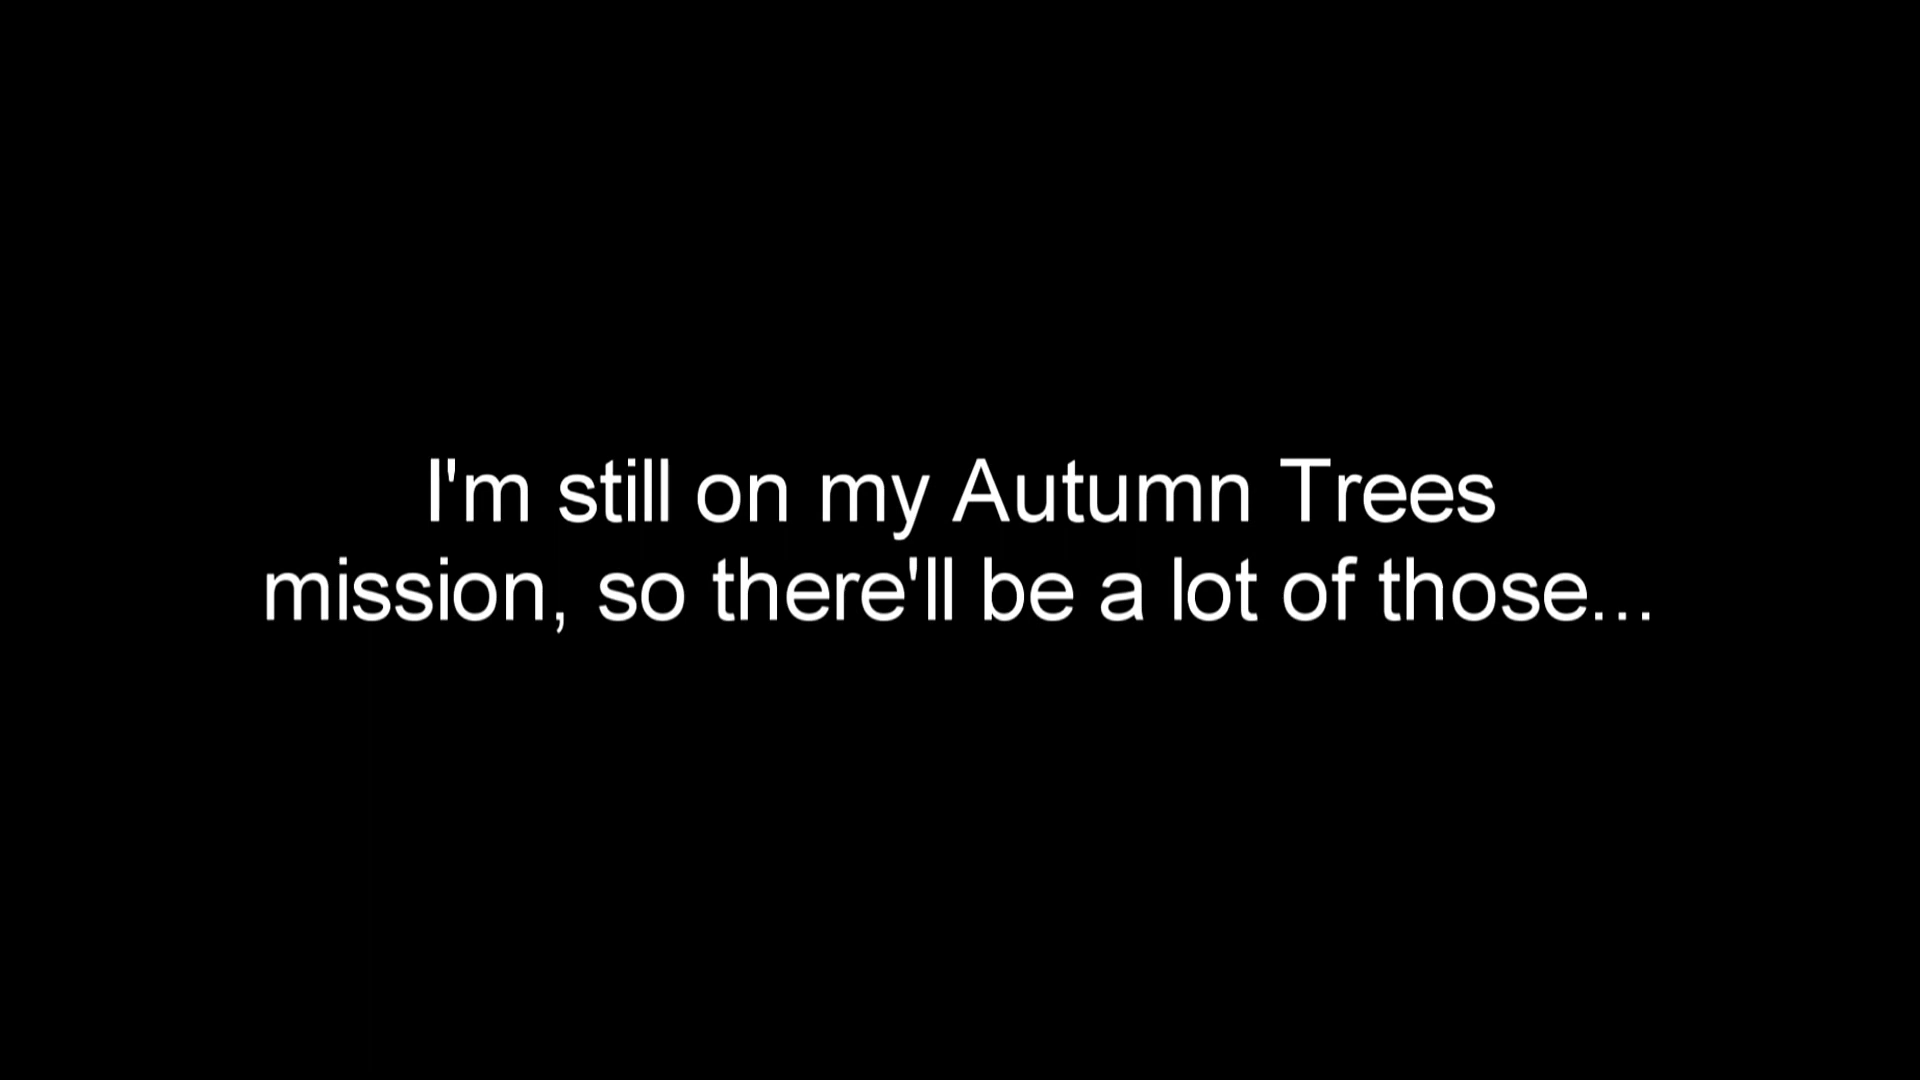 I'm still on my Autumn Trees
mission, so there'll be a lot of those...